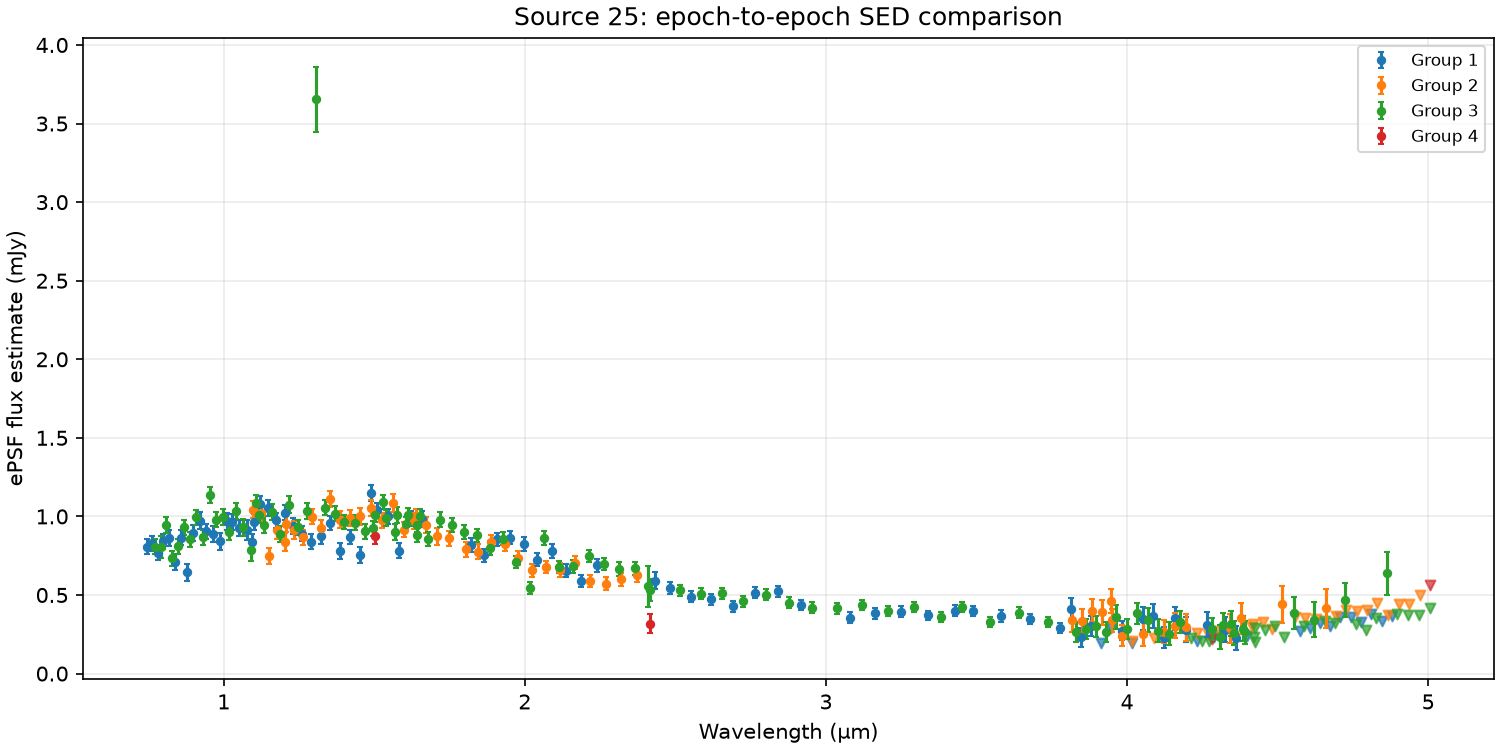 Source 25: epoch-to-epoch SED comparison
4.0
3.5
3.0
2.5
2.0
1.5
1.0
0.5
0.0
ePSF flux estimate (mJy)
Group 1
Group 2
Group 3
Group 4
1
2
3
4
5
Wavelength (μm)